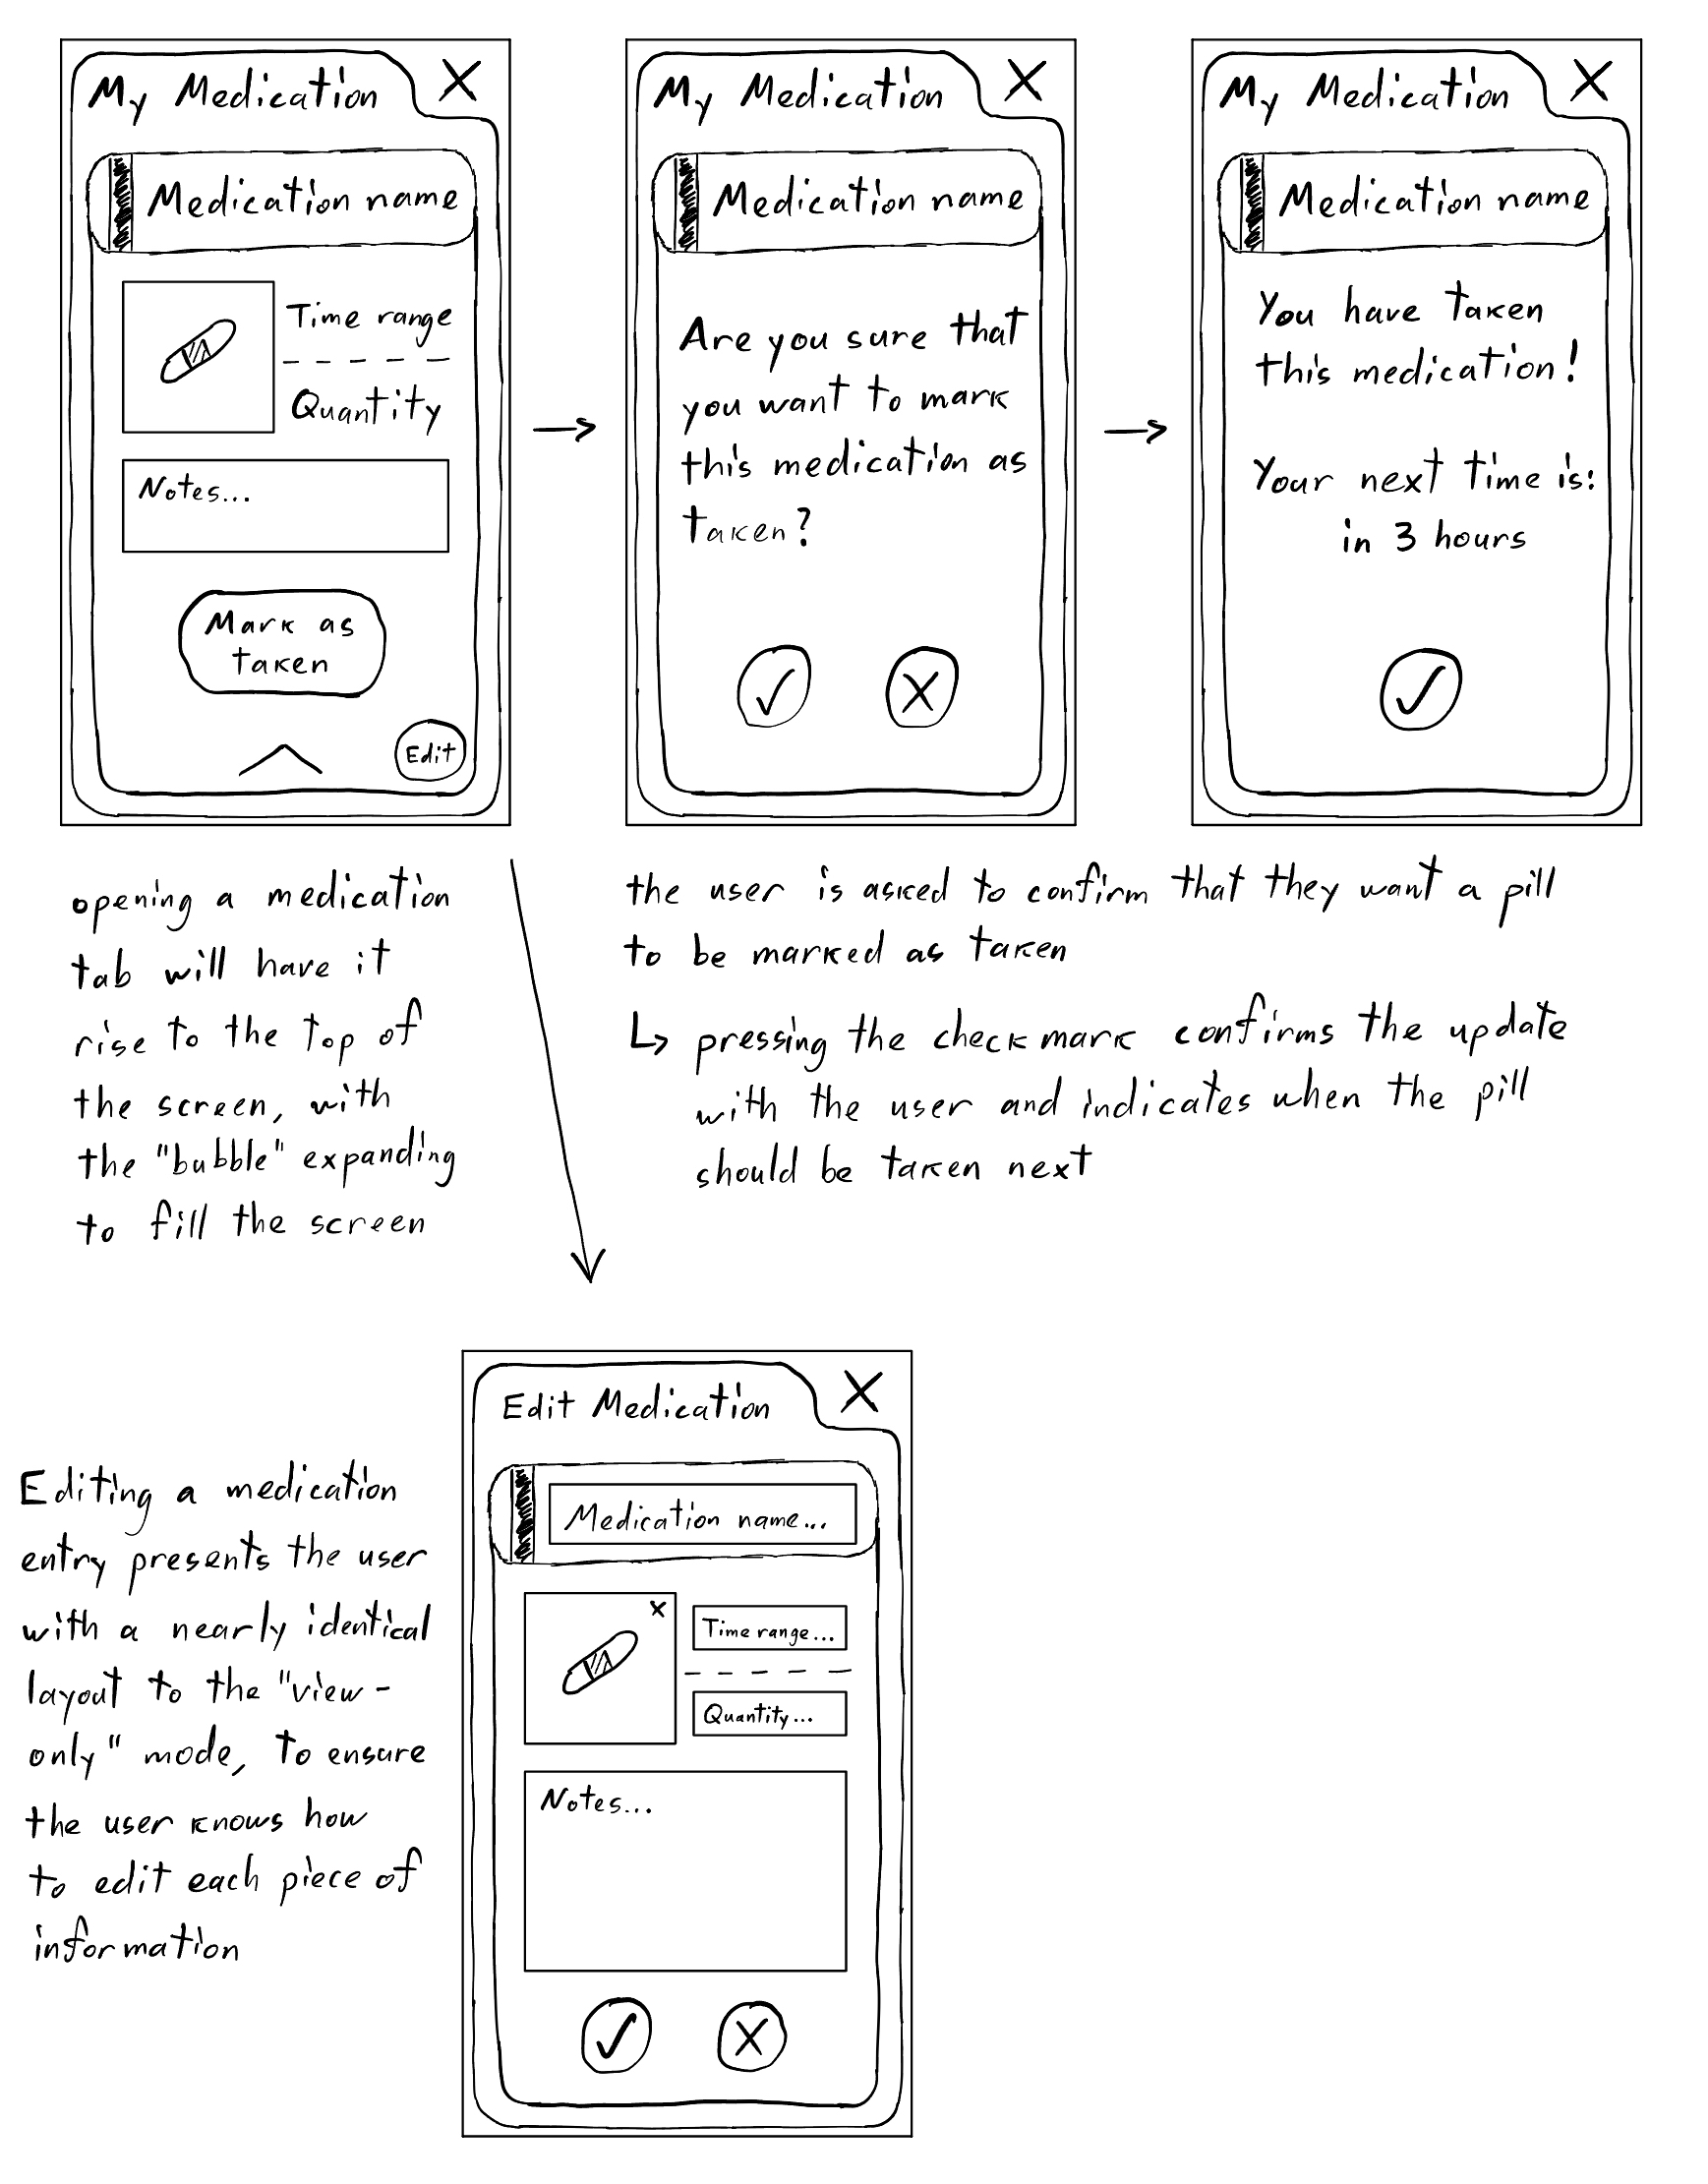 My Medication X
Medication name
Time range
Quantity
Notes...
Mark as
taken
Edit
My Medication X
Medication name
Are you sure that
you want to mark
this medication as
taken?
X
My Medication X
Medication name
You have taken
this medication!
Your next time is:
in 3 hours
opening a medication
tab will have it
rise to the top of
the screen, with
the "bubble" expanding
to fill the screen
the user is asked to confirm that they want a pill
to be marked as taken
↳ pressing the checkmark confirms the update
with the user and indicates when the pill
should be taken next
Editing a medication
entry presents the user
with a nearly identical
layout to the "view-
only" mode, to ensure
the user knows how
to edit each piece of
information
Edit Medication X
Medication name...
x
Time range...
Quantity...
Notes...
X